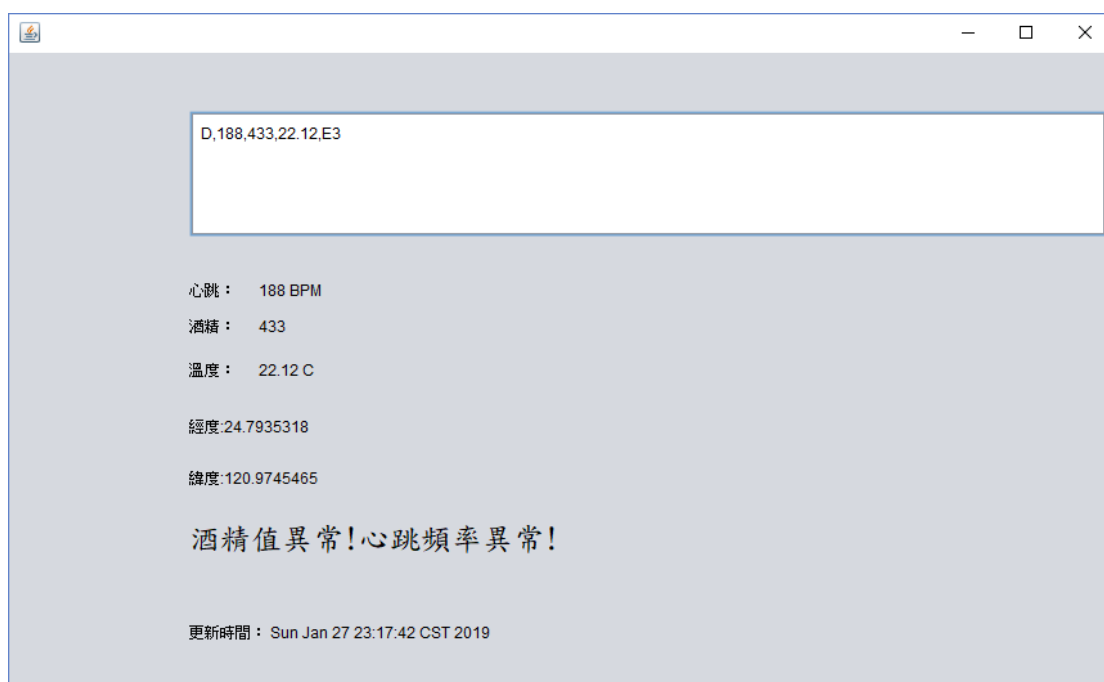 D,188,433,22.12,E3
心跳： 188 BPM
酒精： 433
溫度： 22.12 C
經度:24.7935318
緯度:120.9745465
酒精值異常!心跳頻率異常!
更新時間： Sun Jan 27 23:17:42 CST 2019